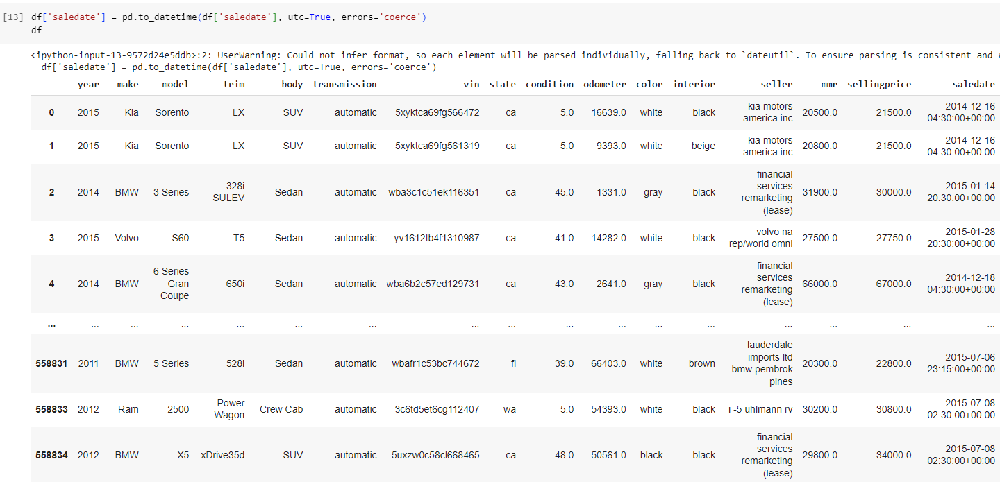 [13] df['saledate'] = pd.to_datetime(df['saledate'], utc=True, errors='coerce')
df
<ipython-input-13-9572d24e5ddb>:2: UserWarning: Could not infer format, so each element will be parsed individually, falling back to `dateutil`. To ensure parsing is consistent and a
df['saledate'] = pd.to_datetime(df['saledate'], utc=True, errors='coerce')
year make model trim body transmission vin state condition odometer color interior seller mmr sellingprice saledate
0 2015 Kia Sorento LX SUV automatic 5xyktca69fg566472 ca 5.0 16639.0 white black kia motors america inc 20500.0 21500.0 2014-12-16 04:30:00+00:00
1 2015 Kia Sorento LX SUV automatic 5xyktca69fg561319 ca 5.0 9393.0 white beige kia motors america inc 20800.0 21500.0 2014-12-16 04:30:00+00:00
2 2014 BMW 3 Series 328i SULEV Sedan automatic wba3c1c51ek116351 ca 45.0 1331.0 gray black financial services remarketing (lease) 31900.0 30000.0 2015-01-14 20:30:00+00:00
3 2015 Volvo S60 T5 Sedan automatic yv1612tb4f1310987 ca 41.0 14282.0 white black volvo na rep/world omni 27500.0 27750.0 2015-01-28 20:30:00+00:00
4 2014 BMW 6 Series Gran Coupe 650i Sedan automatic wba6b2c57ed129731 ca 43.0 2641.0 gray black financial services remarketing (lease) 66000.0 67000.0 2014-12-18 04:30:00+00:00
... ... ... ... ... ... ... ... ... ... ... ... ... ... ... ... ...
558831 2011 BMW 5 Series 528i Sedan automatic wbafr1c53bc744672 fl 39.0 66403.0 white brown lauderdale imports ltd bmw pembrok pines 20300.0 22800.0 2015-07-06 23:15:00+00:00
558833 2012 Ram 2500 Power Wagon Crew Cab automatic 3c6td5et6cg112407 wa 5.0 54393.0 white black i -5 uhlmann rv 30200.0 30800.0 2015-07-08 02:30:00+00:00
558834 2012 BMW X5 xDrive35d SUV automatic 5uxzw0c58cl668465 ca 48.0 50561.0 black black financial services remarketing (lease) 29800.0 34000.0 2015-07-08 02:30:00+00:00